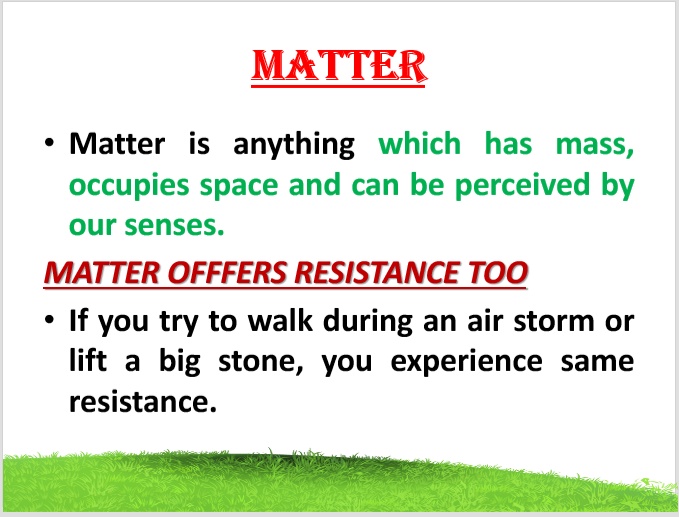 MATTER
• Matter is anything which has mass,
occupies space and can be perceived by
our senses.
MATTER OFFFERS RESISTANCE TOO
• If you try to walk during an air storm or
lift a big stone, you experience same
resistance.